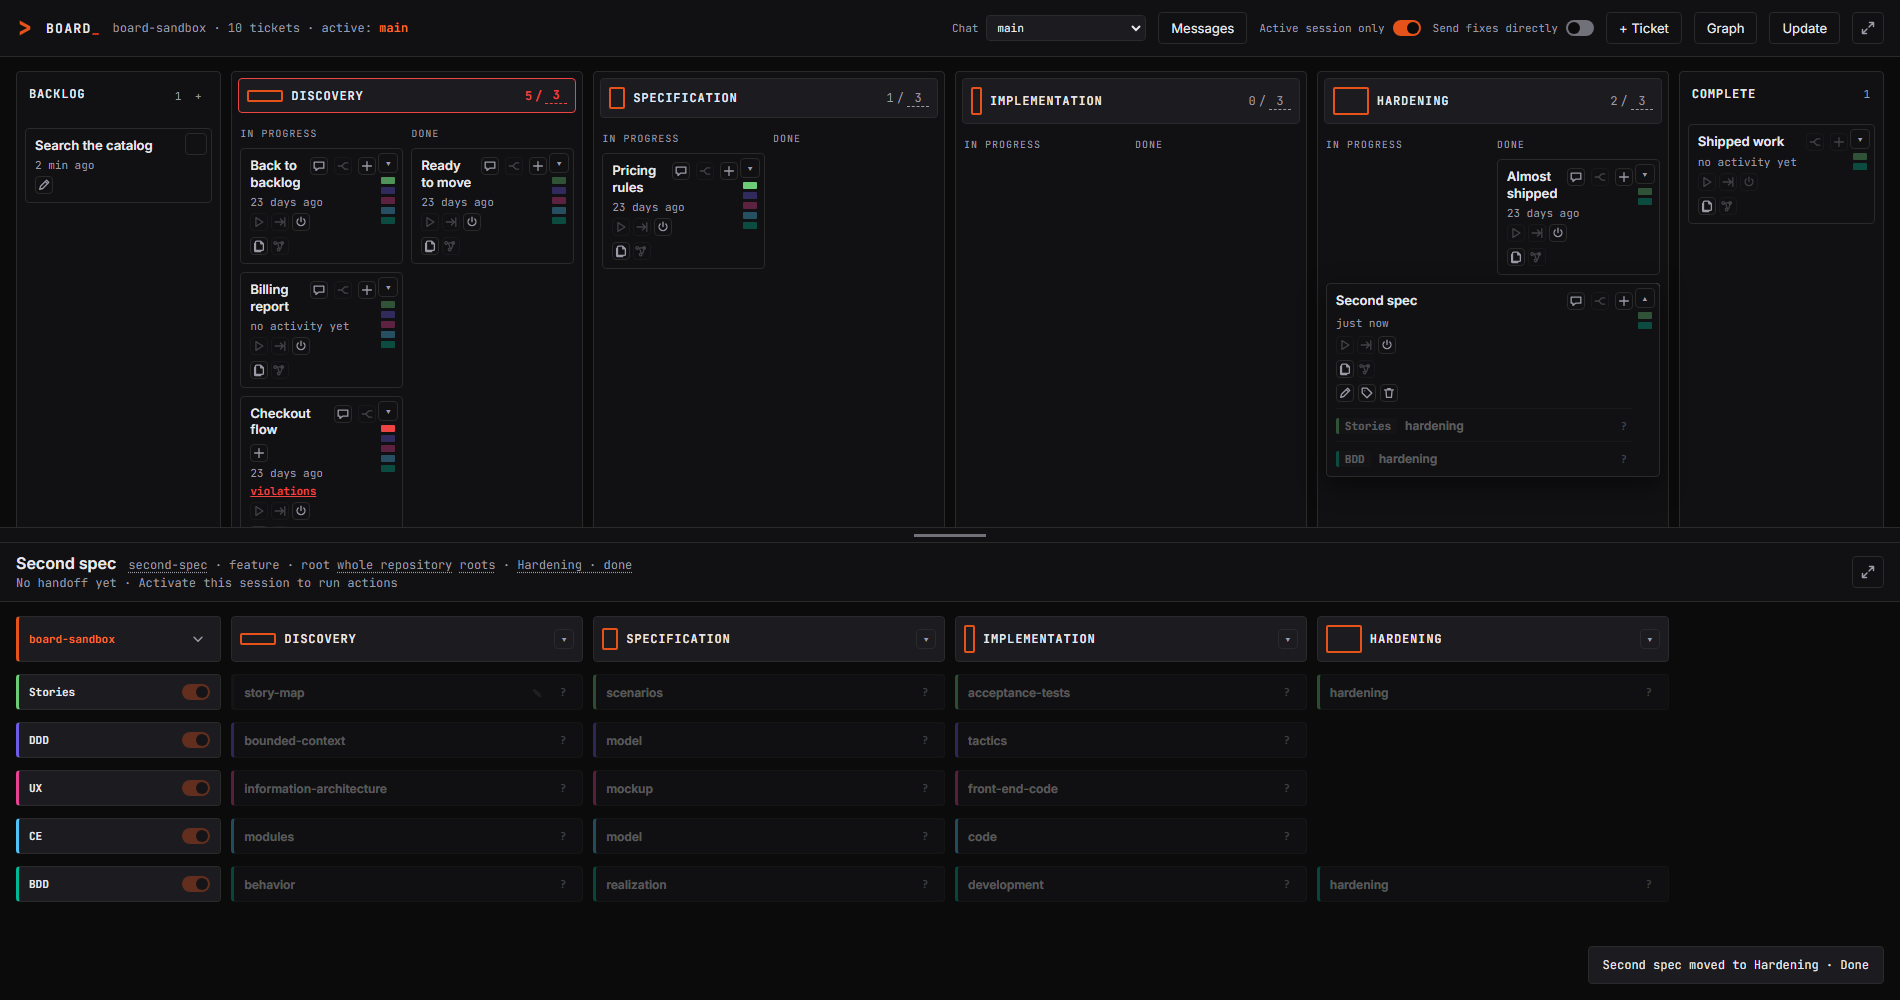 BOARD_ board-sandbox · 10 tickets · active: main
Chat main Messages Active session only Send fixes directly + Ticket Graph Update
BACKLOG 1 +
Search the catalog
2 min ago
DISCOVERY 5 / 3
IN PROGRESS DONE
Back to backlog
23 days ago
Ready to move
23 days ago
Billing report
no activity yet
Checkout flow
23 days ago
violations
SPECIFICATION 1 / 3
IN PROGRESS DONE
Pricing rules
23 days ago
IMPLEMENTATION 0 / 3
IN PROGRESS DONE
HARDENING 2 / 3
IN PROGRESS DONE
Almost shipped
23 days ago
Second spec
just now
Stories hardening ?
BDD hardening ?
COMPLETE 1
Shipped work
no activity yet
Second spec second-spec · feature · root whole repository roots · Hardening · done
No handoff yet · Activate this session to run actions
board-sandbox DISCOVERY SPECIFICATION IMPLEMENTATION HARDENING
Stories story-map ? scenarios ? acceptance-tests ? hardening ?
DDD bounded-context ? model ? tactics ?
UX information-architecture ? mockup ? front-end-code ?
CE modules ? model ? code ?
BDD behavior ? realization ? development ? hardening ?
Second spec moved to Hardening · Done